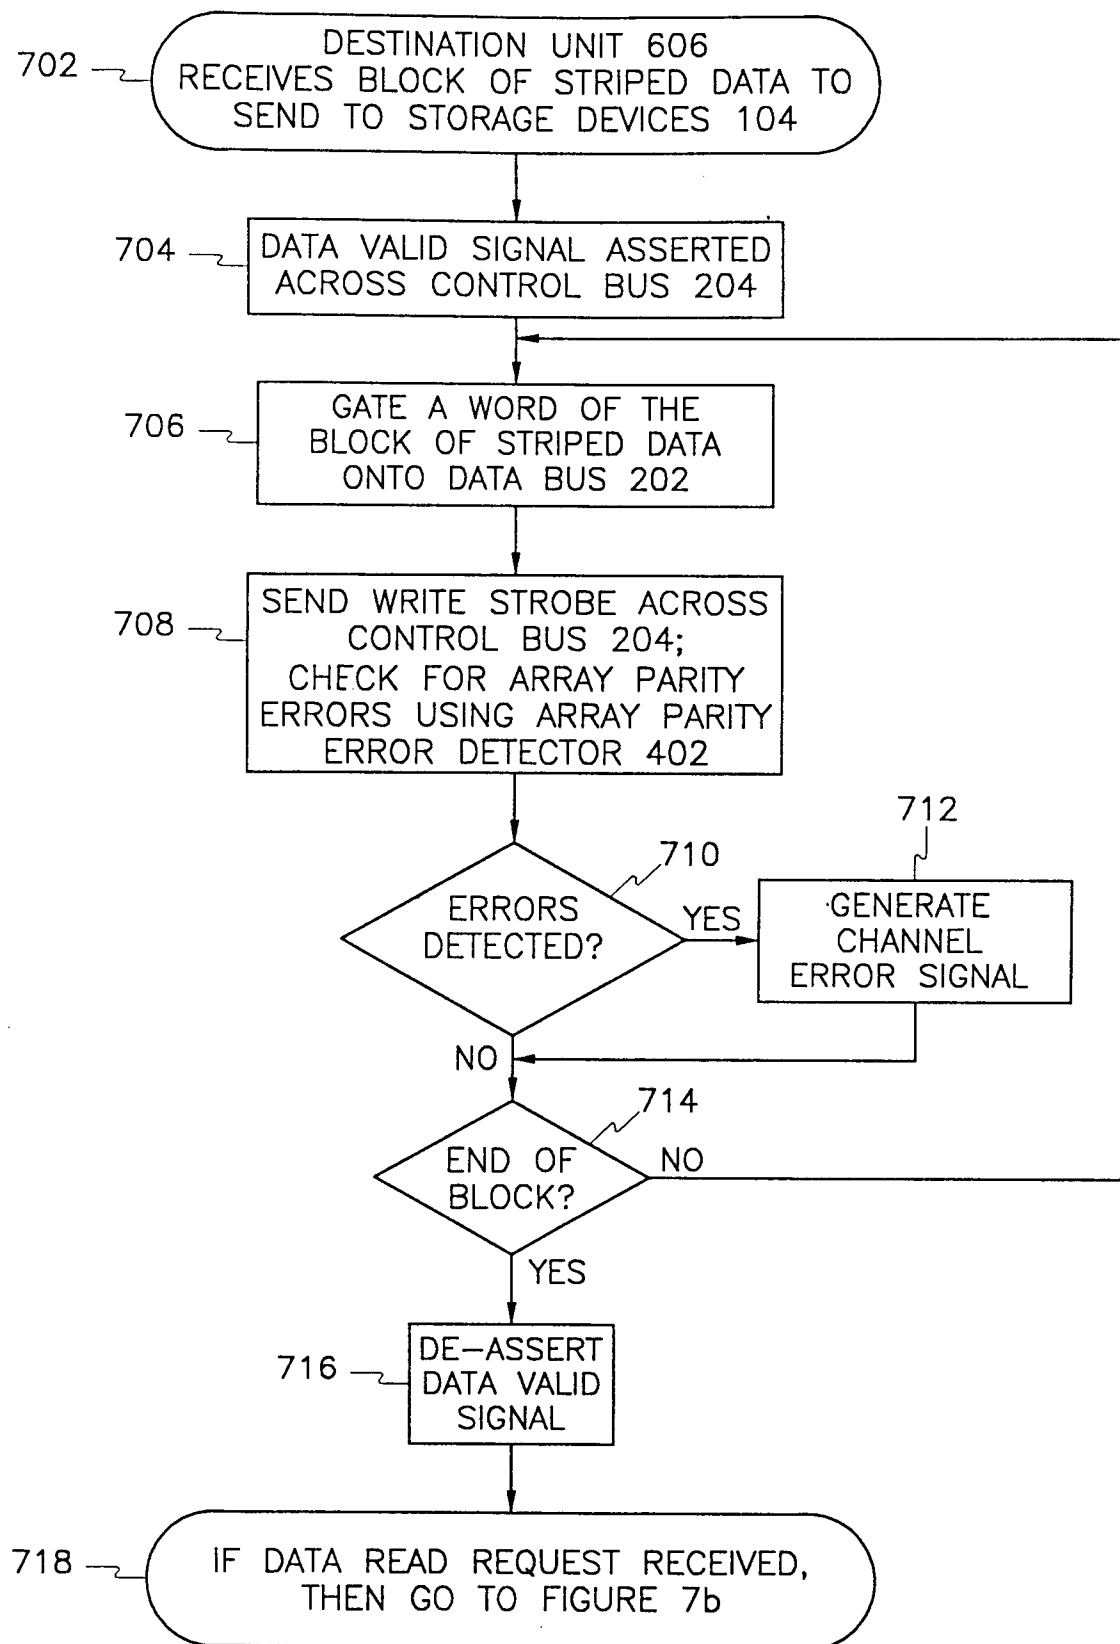 702
DESTINATION UNIT 606
RECEIVES BLOCK OF STRIPED DATA TO
SEND TO STORAGE DEVICES 104
704
DATA VALID SIGNAL ASSERTED
ACROSS CONTROL BUS 204
706
GATE A WORD OF THE
BLOCK OF STRIPED DATA
ONTO DATA BUS 202
708
SEND WRITE STROBE ACROSS
CONTROL BUS 204;
CHECK FOR ARRAY PARITY
ERRORS USING ARRAY PARITY
ERROR DETECTOR 402
710
ERRORS
DETECTED?
YES
712
GENERATE
CHANNEL
ERROR SIGNAL
NO
714
END OF
BLOCK?
NO
YES
716
DE-ASSERT
DATA VALID
SIGNAL
718
IF DATA READ REQUEST RECEIVED,
THEN GO TO FIGURE 7b